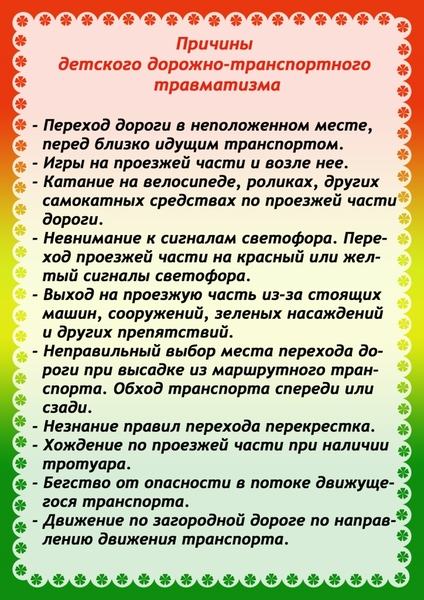 Причины
детского дорожно-транспортного
травматизма
- Переход дороги в неположенном месте,
перед близко идущим транспортом.
- Игры на проезжей части и возле нее.
- Катание на велосипеде, роликах, других
самокатных средствах по проезжей части
дороги.
- Невнимание к сигналам светофора. Пере-
ход проезжей части на красный или жел-
тый сигналы светофора.
- Выход на проезжую часть из-за стоящих
машин, сооружений, зеленых насаждений
и других препятствий.
- Неправильный выбор места перехода до-
роги при высадке из маршрутного тран-
спорта. Обход транспорта спереди или
сзади.
- Незнание правил перехода перекрестка.
- Хождение по проезжей части при наличии
тротуара.
- Бегство от опасности в потоке движуще-
гося транспорта.
- Движение по загородной дороге по направ-
лению движения транспорта.